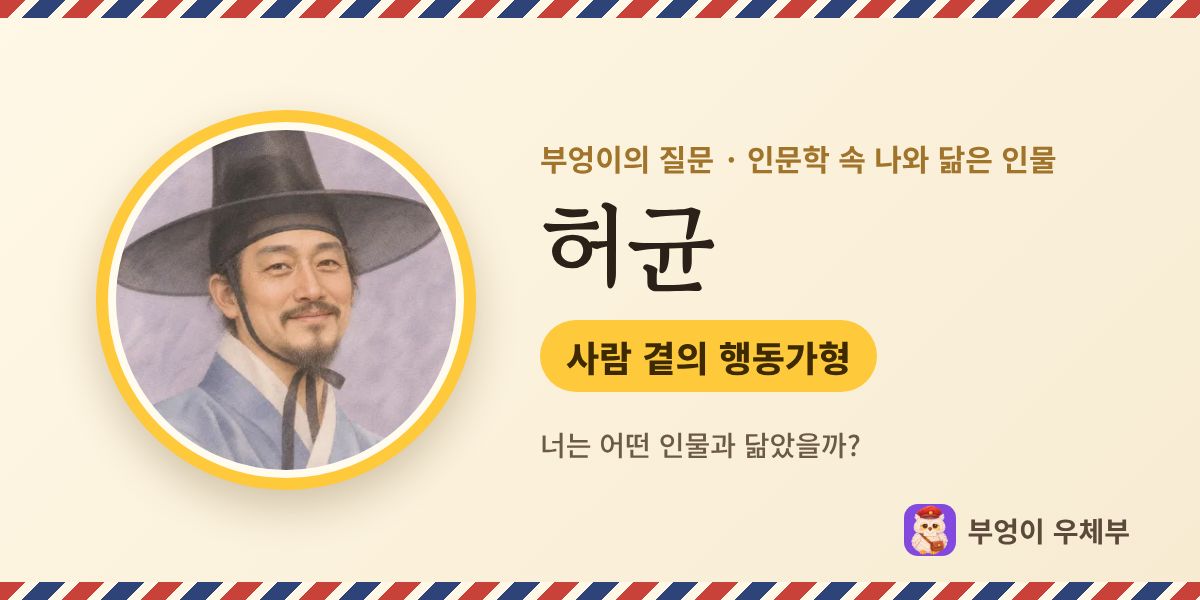 부엉이의 질문 · 인문학 속 나와 닮은 인물
허균
사람 곁의 행동가형
너는 어떤 인물과 닮았을까?
부엉이 우체부